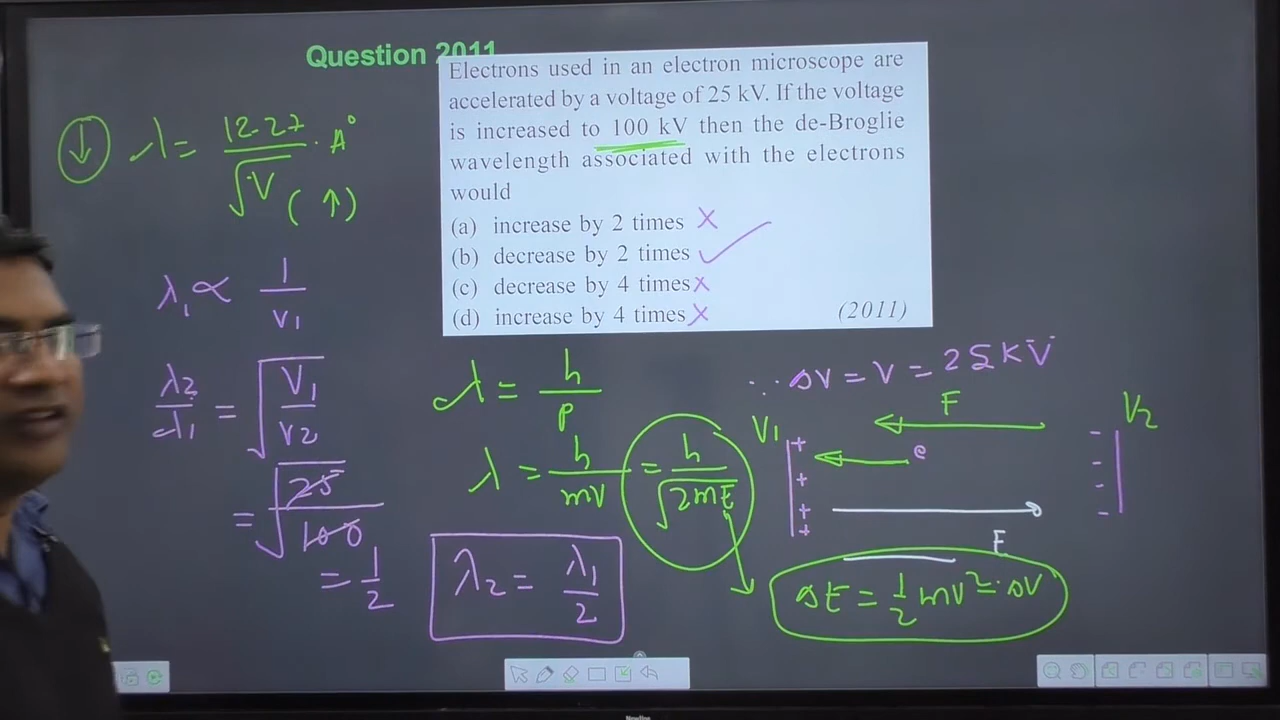 Question 2011
Electrons used in an electron microscope are
accelerated by a voltage of 25 kV. If the voltage
is increased to 100 kV then the de-Broglie
wavelength associated with the electrons
would
(a) increase by 2 times ×
(b) decrease by 2 times ✓
(c) decrease by 4 times ×
(d) increase by 4 times ×
(2011)
↓ λ = 12.27 / √V (↑) · A°
λ₁ ∝ 1 / V₁
λ₂ / λ₁ = √(V₁ / V₂)
= √(25 / 100)
= 1 / 2
λ = h / p
λ = h / mv = h / √2mE
λ₂ = λ₁ / 2
∵ ΔV = V = 25 kV
V₁
F
V₂
e
+ + + +
- - - -
E
ΔE = 1/2 mv² = · ΔV
Newline